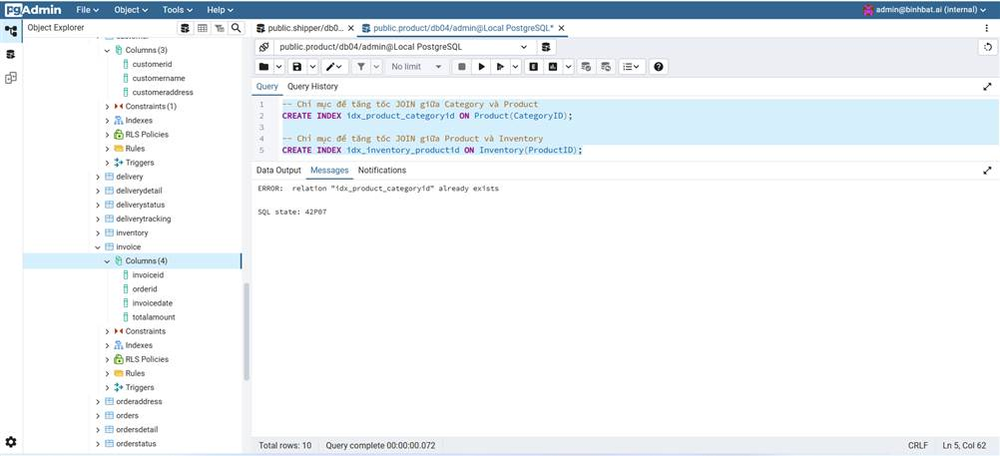 pgAdmin File Object Tools Help admin@binhbat.ai (internal)
Object Explorer
public.shipper/db0... public.product/db04/admin@Local PostgreSQL*
public.product/db04/admin@Local PostgreSQL
No limit
Query Query History
1 -- Chỉ mục để tăng tốc JOIN giữa Category và Product
2 CREATE INDEX idx_product_categoryid ON Product(CategoryID);
3
4 -- Chỉ mục để tăng tốc JOIN giữa Product và Inventory
5 CREATE INDEX idx_inventory_productid ON Inventory(ProductID);
Data Output Messages Notifications
ERROR: relation "idx_product_categoryid" already exists
SQL state: 42P07
customer
Columns (3)
customerid
customername
customeraddress
Constraints (1)
Indexes
RLS Policies
Rules
Triggers
delivery
deliverydetail
deliverystatus
deliverytracking
inventory
invoice
Columns (4)
invoiceid
orderid
invoicedate
totalamount
Constraints
Indexes
RLS Policies
Rules
Triggers
orderaddress
orders
ordersdetail
orderstatus
Total rows: 10 Query complete 00:00:00.072 CRLF Ln 5, Col 62